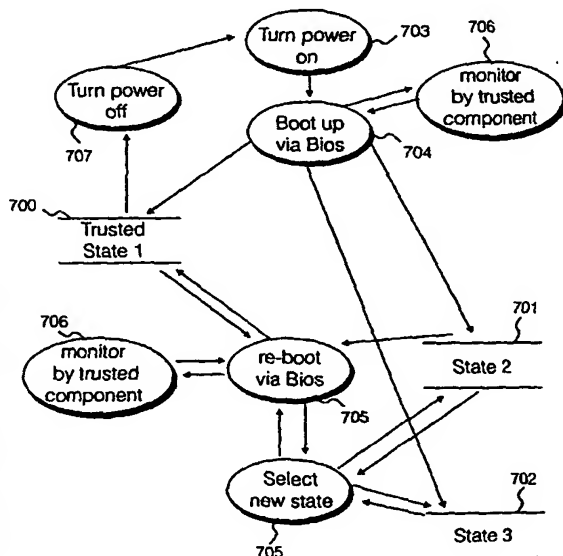 Turn power
on
703
706
monitor
by trusted
component
Turn power
off
707
Boot up
via Bios
704
700
Trusted
State 1
706
monitor
by trusted
component
re-boot
via Bios
705
701
State 2
Select
new state
705
702
State 3